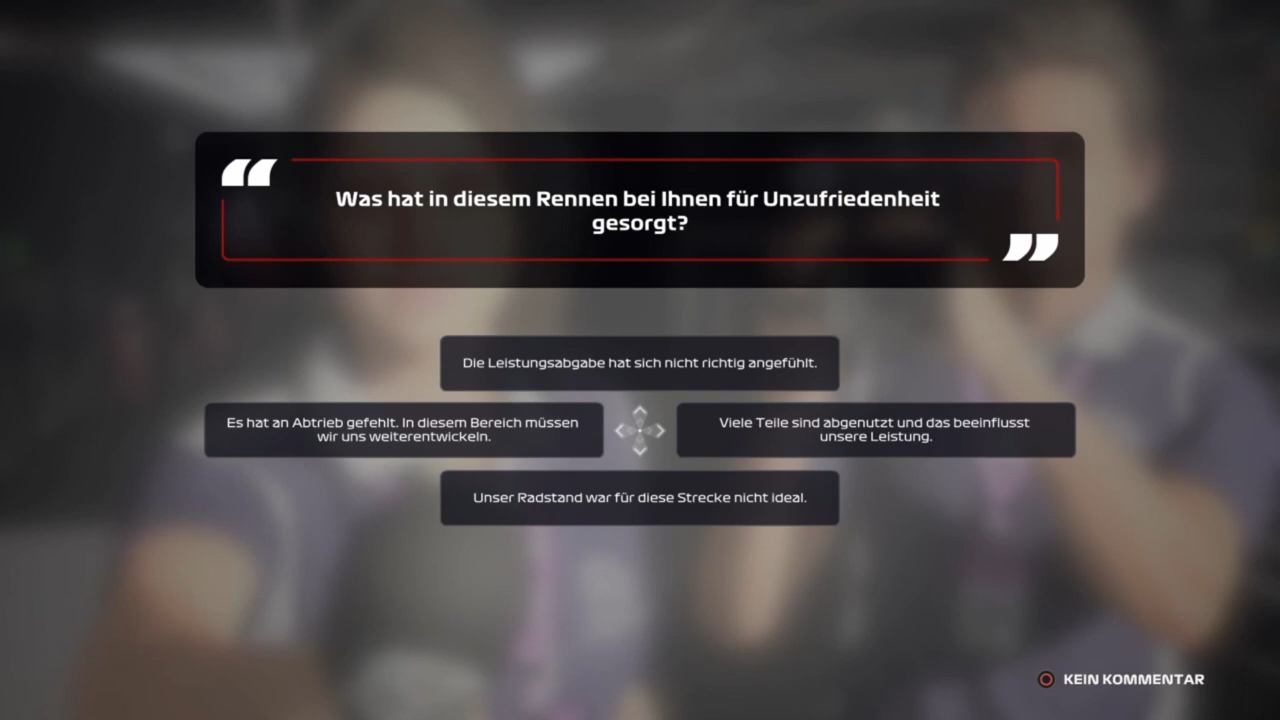 Was hat in diesem Rennen bei Ihnen für Unzufriedenheit
gesorgt?
Die Leistungsabgabe hat sich nicht richtig angefühlt.
Es hat an Abtrieb gefehlt. In diesem Bereich müssen
wir uns weiterentwickeln.
Viele Teile sind abgenutzt und das beeinflusst
unsere Leistung.
Unser Radstand war für diese Strecke nicht ideal.
KEIN KOMMENTAR